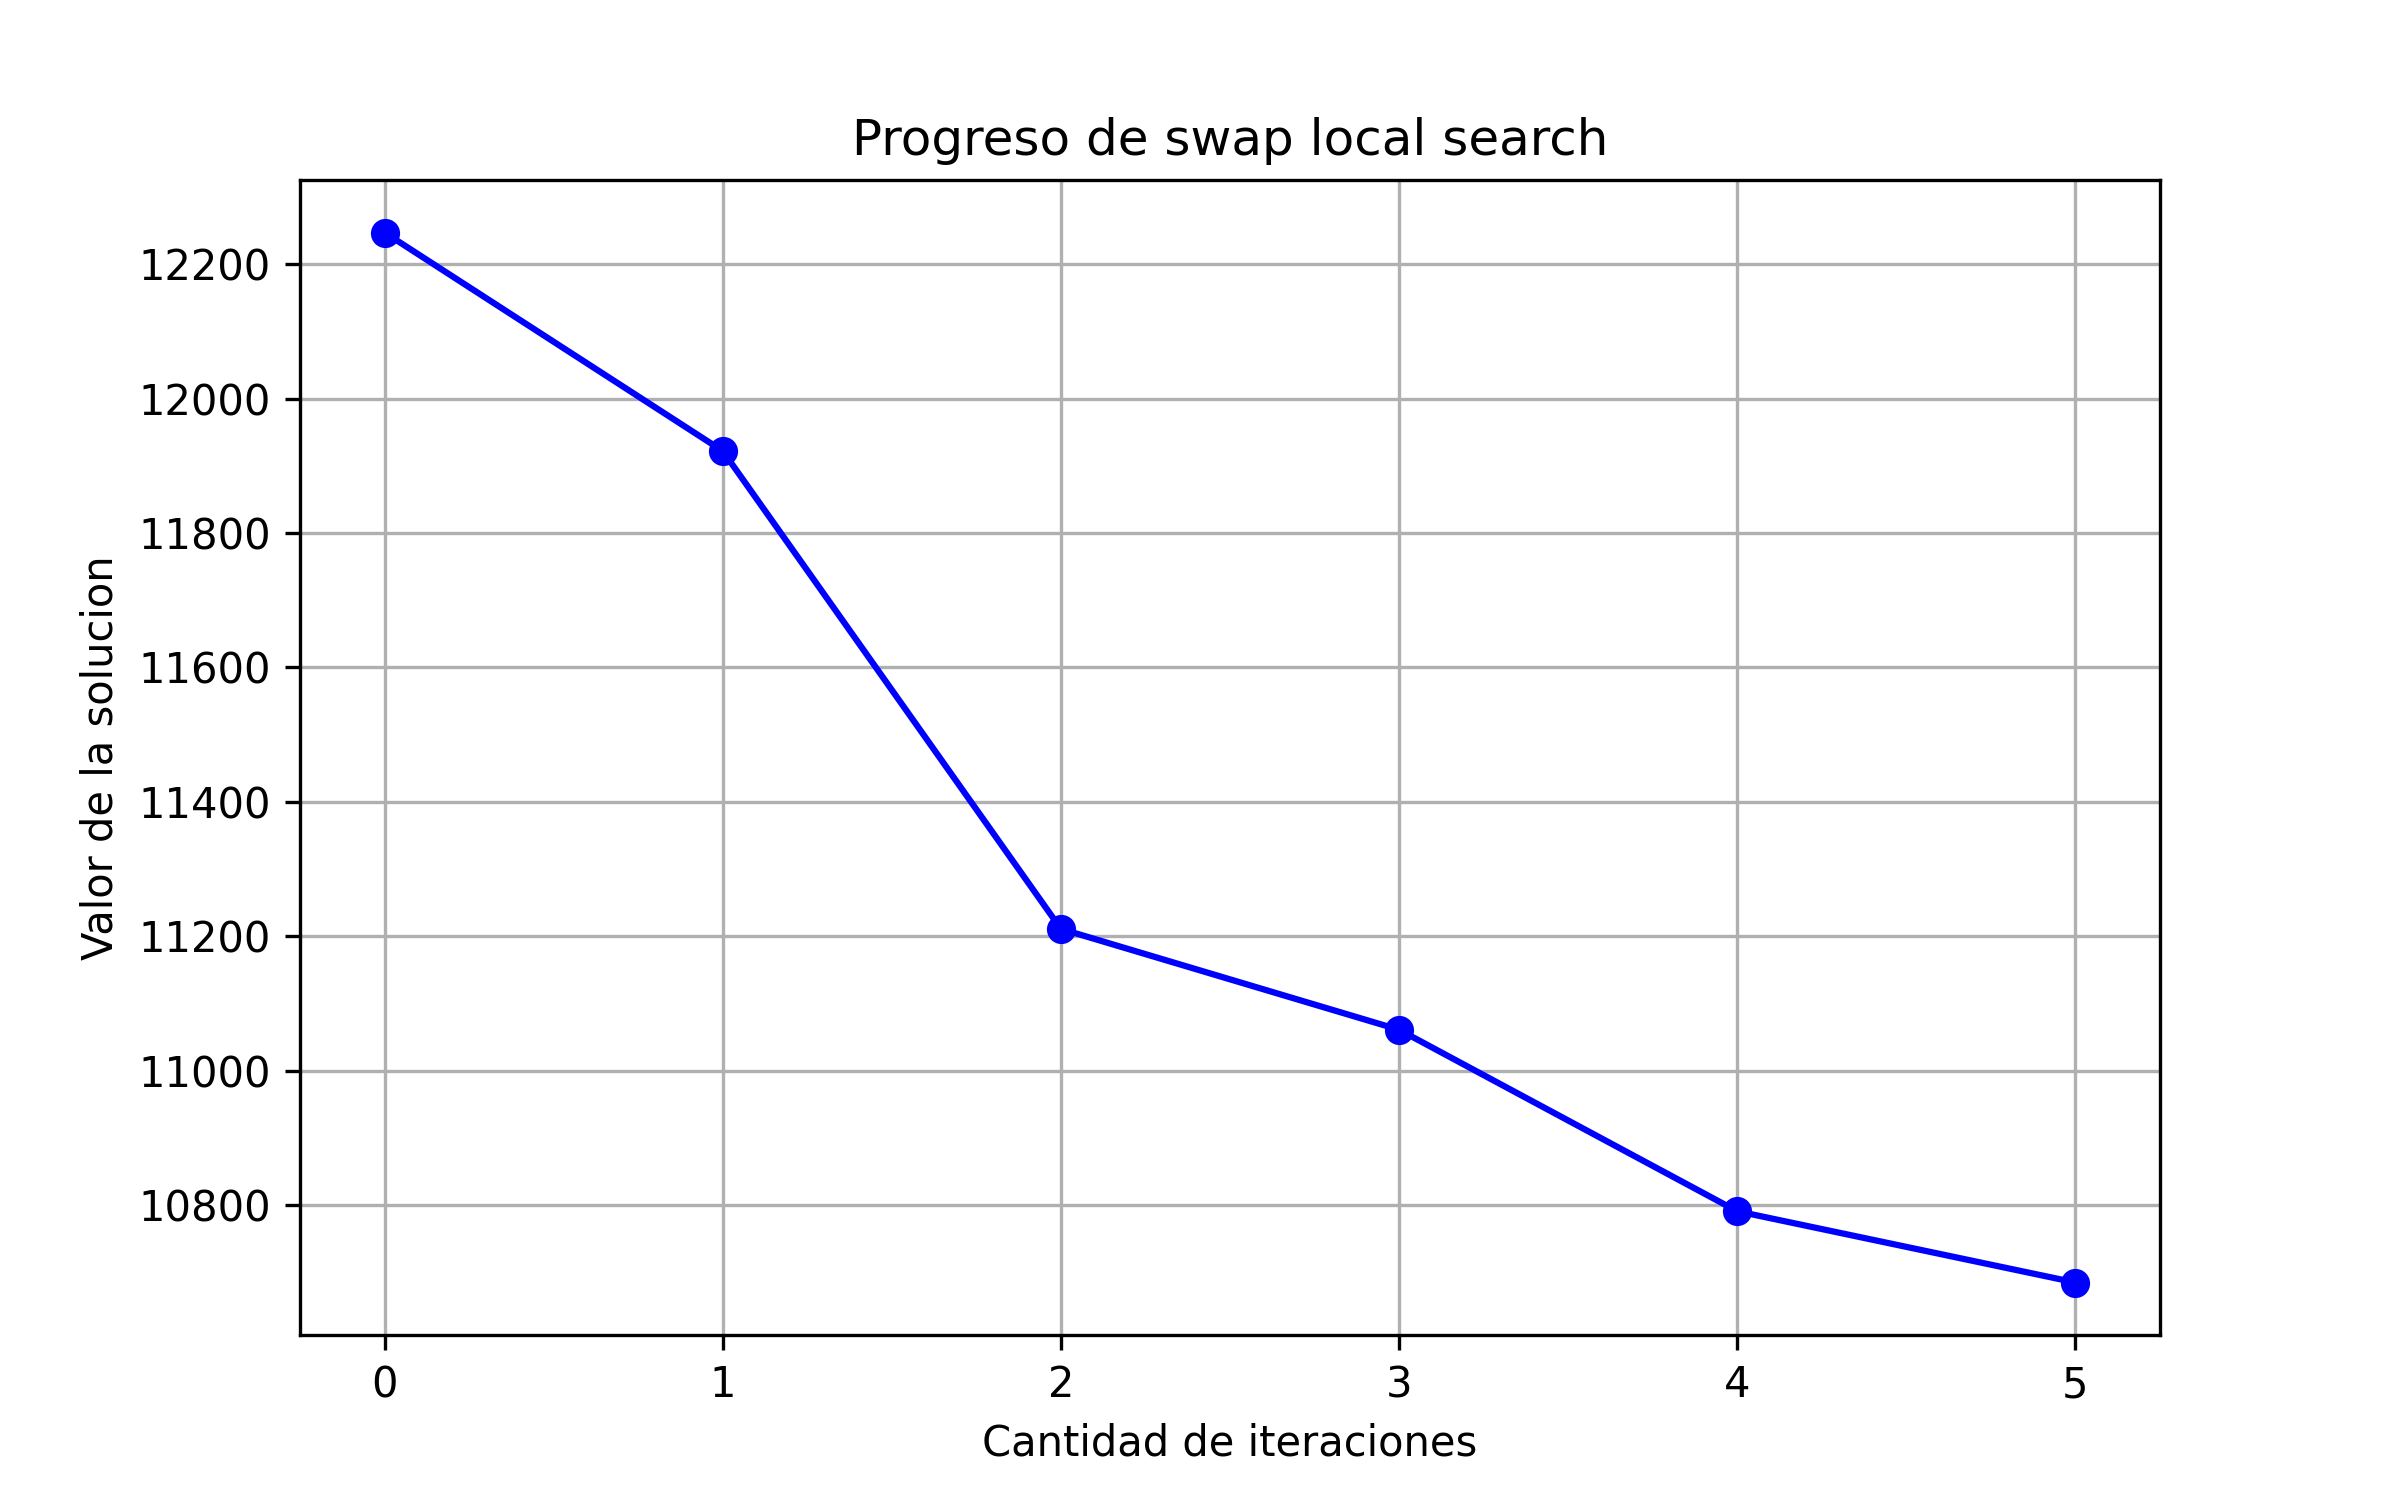 Progreso de swap local search
Valor de la solucion
12200
12000
11800
11600
11400
11200
11000
10800
0 1 2 3 4 5
Cantidad de iteraciones